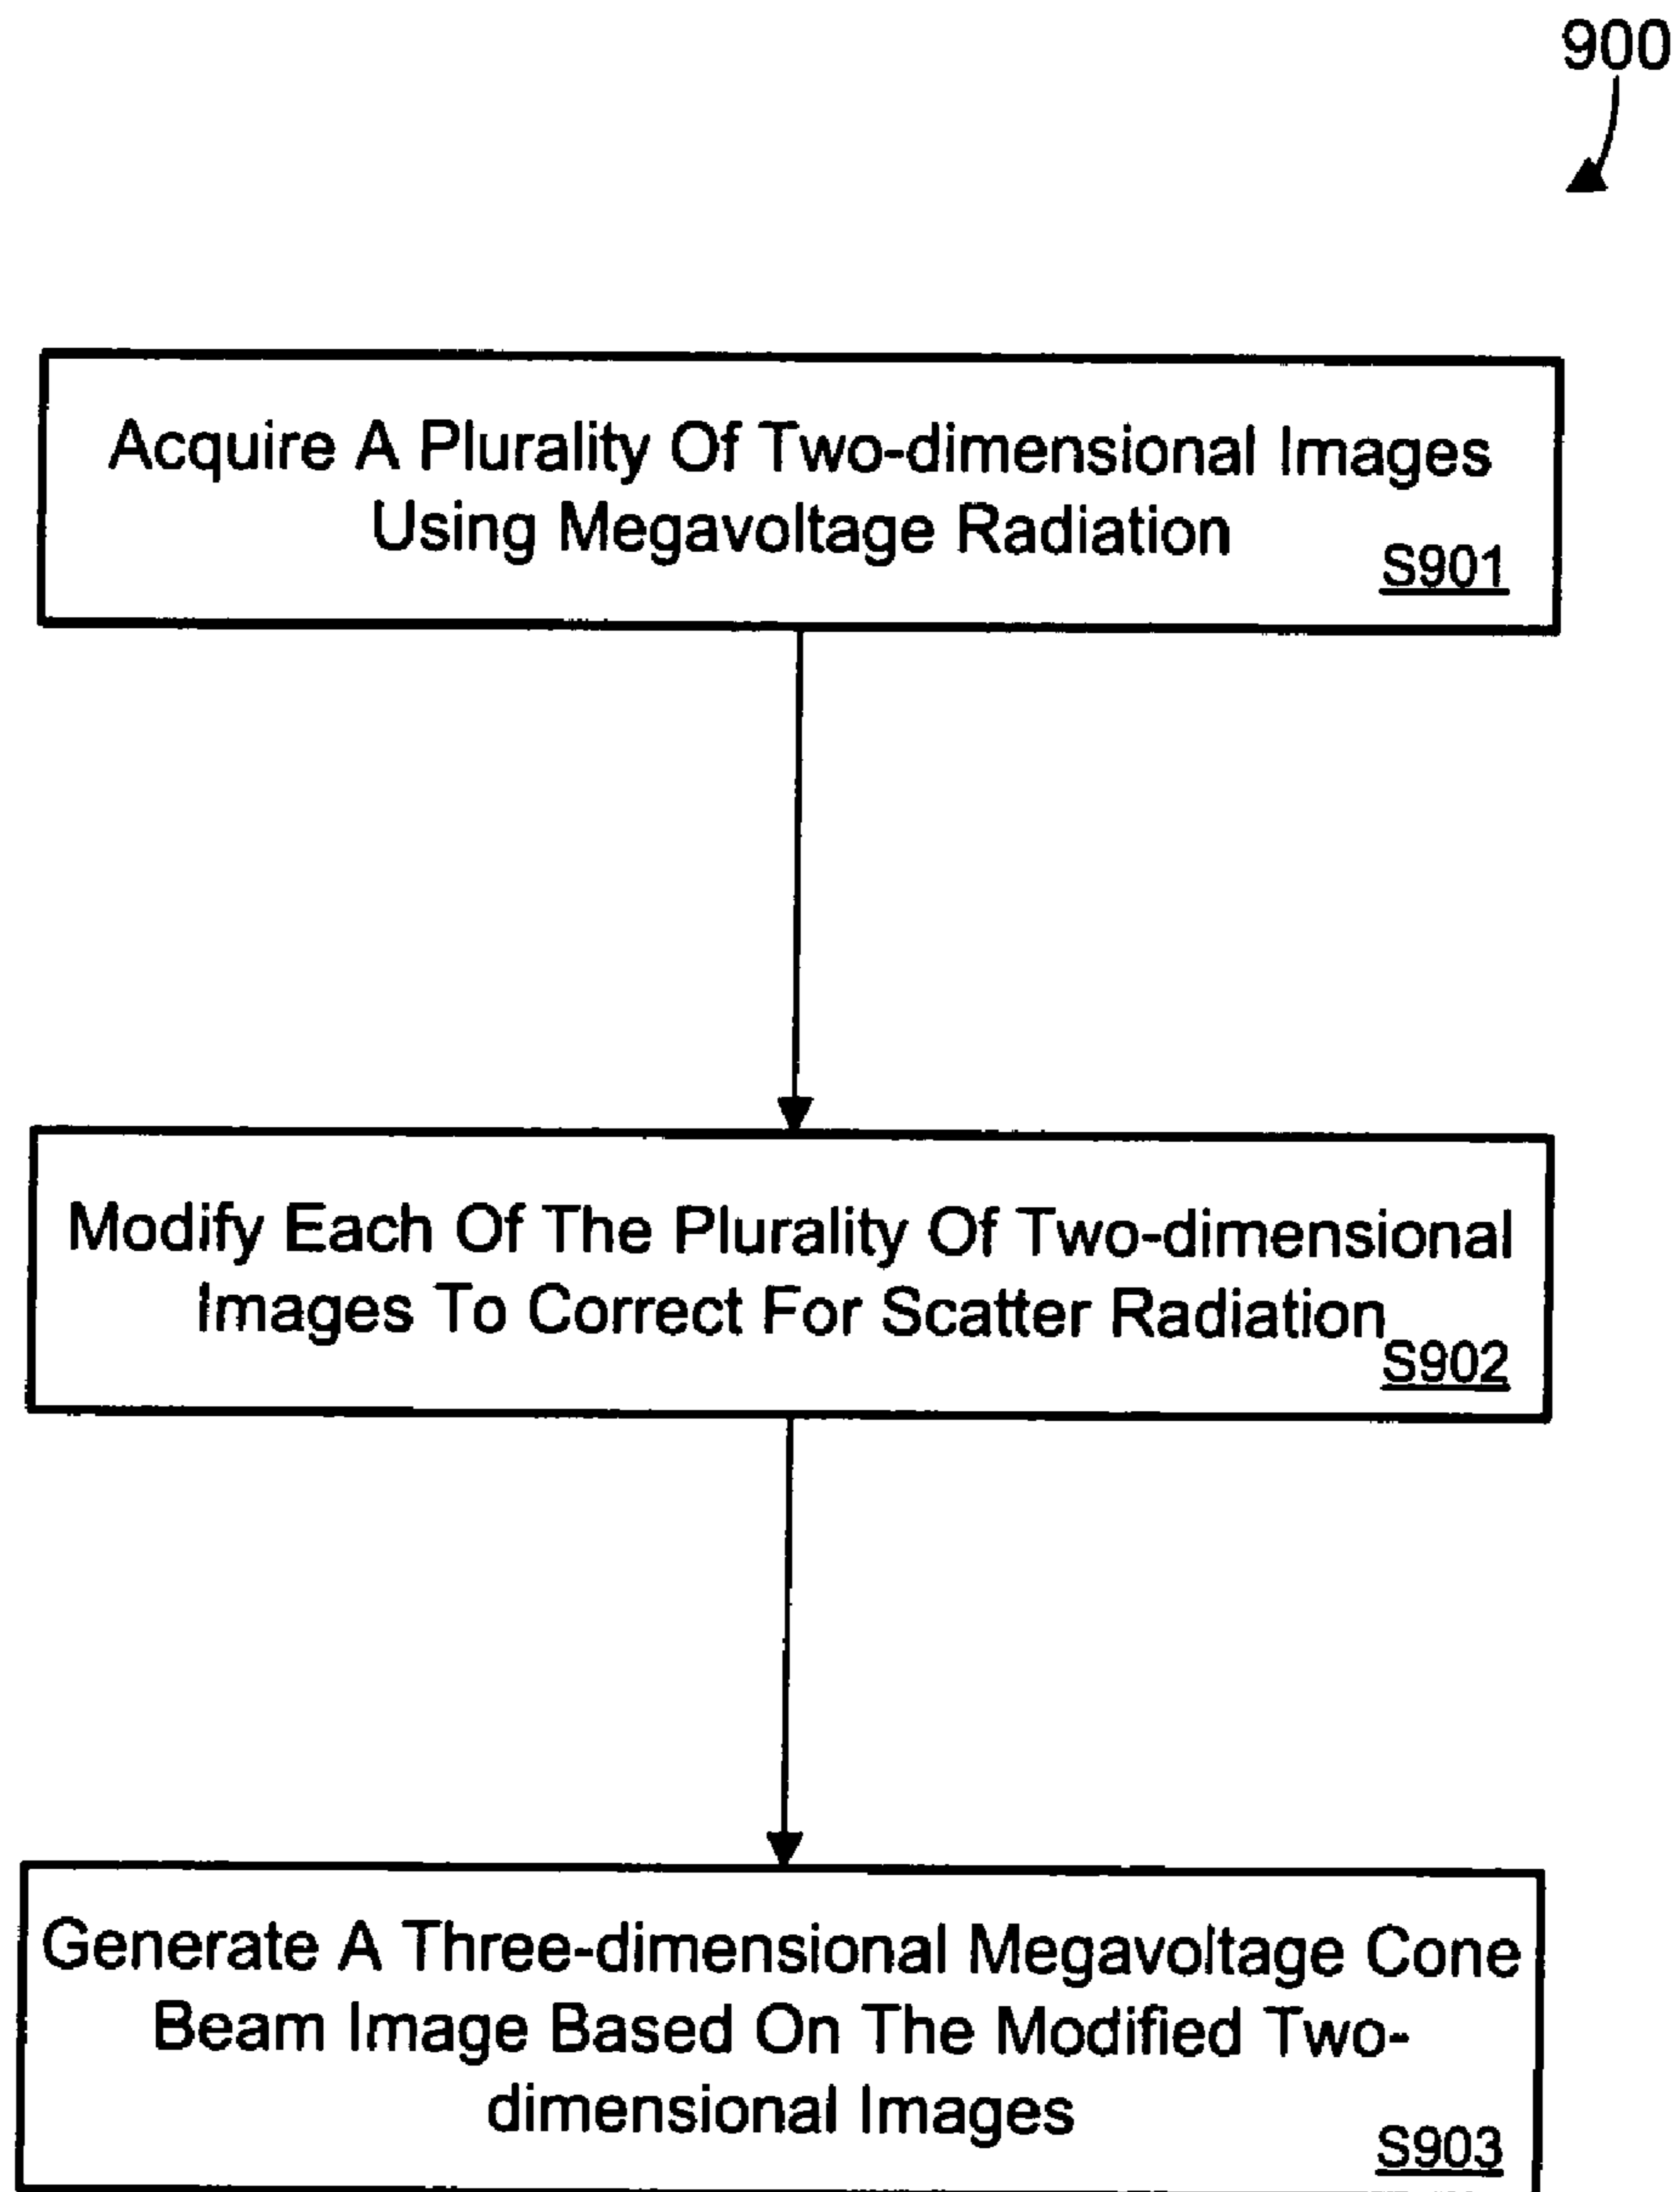 900
Acquire A Plurality Of Two-dimensional Images
Using Megavoltage Radiation
S901
Modify Each Of The Plurality Of Two-dimensional
Images To Correct For Scatter Radiation
S902
Generate A Three-dimensional Megavoltage Cone
Beam Image Based On The Modified Two-
dimensional Images
S903